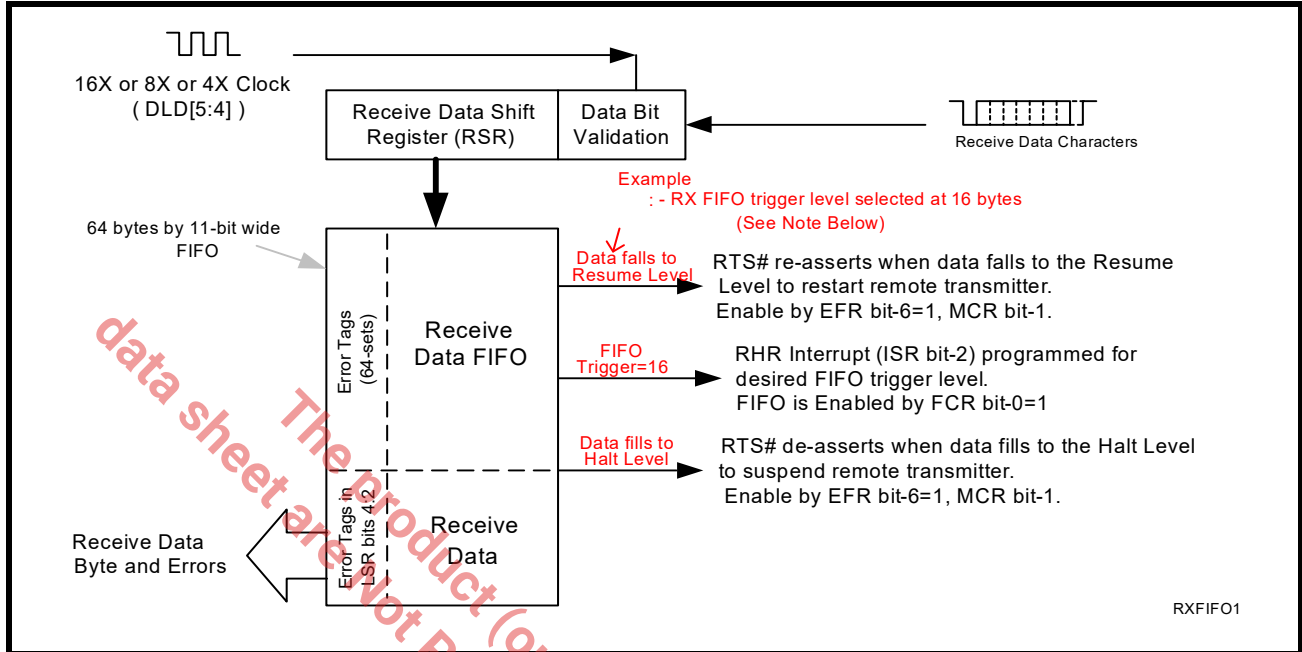 16X or 8X or 4X Clock
( DLD[5:4] )
Receive Data Shift
Register (RSR)
Data Bit
Validation
Receive Data Characters
Example
: - RX FIFO trigger level selected at 16 bytes
(See Note Below)
64 bytes by 11-bit wide
FIFO
Data falls to
Resume Level
RTS# re-asserts when data falls to the Resume
Level to restart remote transmitter.
Enable by EFR bit-6=1, MCR bit-1.
Error Tags
(64-sets)
Receive
Data FIFO
FIFO
Trigger=16
RHR Interrupt (ISR bit-2) programmed for
desired FIFO trigger level.
FIFO is Enabled by FCR bit-0=1
Data fills to
Halt Level
RTS# de-asserts when data fills to the Halt Level
to suspend remote transmitter.
Enable by EFR bit-6=1, MCR bit-1.
Error Tags in
LSR bits 4:2
Receive
Data
Receive Data
Byte and Errors
RXFIFO1
The product (o
data sheet are Not